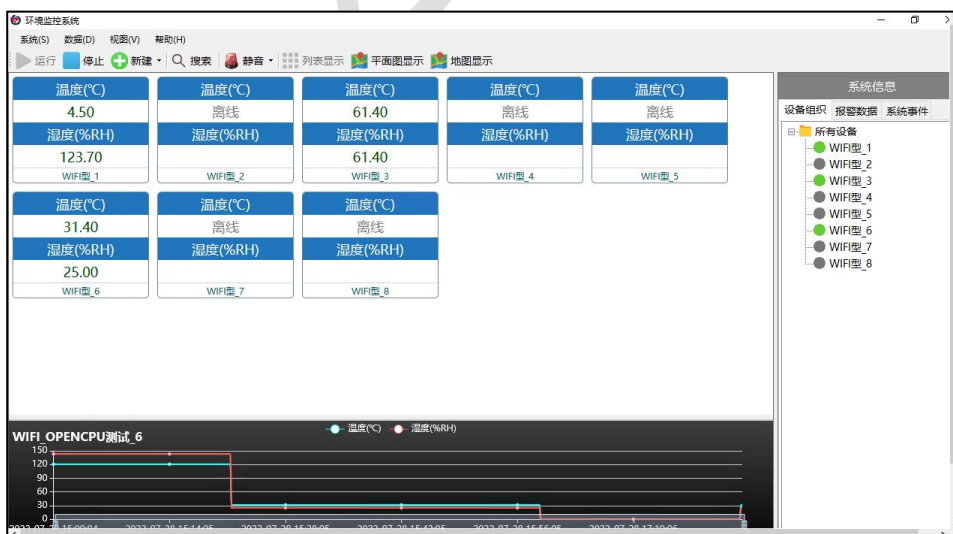 环境监控系统
系统(S) 数据(D) 视图(V) 帮助(H)
运行 停止 新建 搜索 静音 列表显示 平面图显示 地图显示
温度(℃) 温度(℃) 温度(℃) 温度(℃) 温度(℃)
4.50 离线 61.40 离线 离线
湿度(%RH) 湿度(%RH) 湿度(%RH) 湿度(%RH) 湿度(%RH)
123.70 61.40
WIFI型_1 WIFI型_2 WIFI型_3 WIFI型_4 WIFI型_5
温度(℃) 温度(℃) 温度(℃)
31.40 离线 离线
湿度(%RH) 湿度(%RH) 湿度(%RH)
25.00
WIFI型_6 WIFI型_7 WIFI型_8
系统信息
设备组织 报警数据 系统事件
所有设备
WIFI型_1
WIFI型_2
WIFI型_3
WIFI型_4
WIFI型_5
WIFI型_6
WIFI型_7
WIFI型_8
WIFI_OPENCPU测试_6
温度(℃) 湿度(%RH)
150
120
90
60
30
0